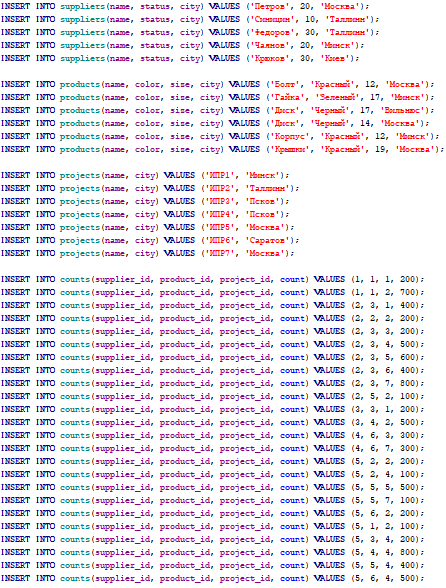 INSERT INTO suppliers(name, status, city) VALUES ('Петров', 20, 'Москва');
INSERT INTO suppliers(name, status, city) VALUES ('Синицин', 10, 'Таллинн');
INSERT INTO suppliers(name, status, city) VALUES ('Федоров', 30, 'Таллинн');
INSERT INTO suppliers(name, status, city) VALUES ('Чаянов', 20, 'Минск');
INSERT INTO suppliers(name, status, city) VALUES ('Крюков', 30, 'Киев');
INSERT INTO products(name, color, size, city) VALUES ('Болт', 'Красный', 12, 'Москва');
INSERT INTO products(name, color, size, city) VALUES ('Гайка', 'Зеленый', 17, 'Минск');
INSERT INTO products(name, color, size, city) VALUES ('Диск', 'Черный', 17, 'Вильнюс');
INSERT INTO products(name, color, size, city) VALUES ('Диск', 'Черный', 14, 'Москва');
INSERT INTO products(name, color, size, city) VALUES ('Корпус', 'Красный', 12, 'Минск');
INSERT INTO products(name, color, size, city) VALUES ('Крышки', 'Красный', 19, 'Москва');
INSERT INTO projects(name, city) VALUES ('ИПР1', 'Минск');
INSERT INTO projects(name, city) VALUES ('ИПР2', 'Таллинн');
INSERT INTO projects(name, city) VALUES ('ИПР3', 'Псков');
INSERT INTO projects(name, city) VALUES ('ИПР4', 'Псков');
INSERT INTO projects(name, city) VALUES ('ИПР5', 'Москва');
INSERT INTO projects(name, city) VALUES ('ИПР6', 'Саратов');
INSERT INTO projects(name, city) VALUES ('ИПР7', 'Москва');
INSERT INTO counts(supplier_id, product_id, project_id, count) VALUES (1, 1, 1, 200);
INSERT INTO counts(supplier_id, product_id, project_id, count) VALUES (1, 1, 2, 700);
INSERT INTO counts(supplier_id, product_id, project_id, count) VALUES (2, 3, 1, 400);
INSERT INTO counts(supplier_id, product_id, project_id, count) VALUES (2, 2, 2, 200);
INSERT INTO counts(supplier_id, product_id, project_id, count) VALUES (2, 3, 3, 200);
INSERT INTO counts(supplier_id, product_id, project_id, count) VALUES (2, 3, 4, 500);
INSERT INTO counts(supplier_id, product_id, project_id, count) VALUES (2, 3, 5, 600);
INSERT INTO counts(supplier_id, product_id, project_id, count) VALUES (2, 3, 6, 400);
INSERT INTO counts(supplier_id, product_id, project_id, count) VALUES (2, 3, 7, 800);
INSERT INTO counts(supplier_id, product_id, project_id, count) VALUES (2, 5, 2, 100);
INSERT INTO counts(supplier_id, product_id, project_id, count) VALUES (3, 3, 1, 200);
INSERT INTO counts(supplier_id, product_id, project_id, count) VALUES (3, 4, 2, 500);
INSERT INTO counts(supplier_id, product_id, project_id, count) VALUES (4, 6, 3, 300);
INSERT INTO counts(supplier_id, product_id, project_id, count) VALUES (4, 6, 7, 300);
INSERT INTO counts(supplier_id, product_id, project_id, count) VALUES (5, 2, 2, 200);
INSERT INTO counts(supplier_id, product_id, project_id, count) VALUES (5, 2, 4, 100);
INSERT INTO counts(supplier_id, product_id, project_id, count) VALUES (5, 5, 5, 500);
INSERT INTO counts(supplier_id, product_id, project_id, count) VALUES (5, 5, 7, 100);
INSERT INTO counts(supplier_id, product_id, project_id, count) VALUES (5, 6, 2, 200);
INSERT INTO counts(supplier_id, product_id, project_id, count) VALUES (5, 1, 2, 100);
INSERT INTO counts(supplier_id, product_id, project_id, count) VALUES (5, 3, 4, 200);
INSERT INTO counts(supplier_id, product_id, project_id, count) VALUES (5, 4, 4, 800);
INSERT INTO counts(supplier_id, product_id, project_id, count) VALUES (5, 5, 4, 400);
INSERT INTO counts(supplier_id, product_id, project_id, count) VALUES (5, 6, 4, 500);